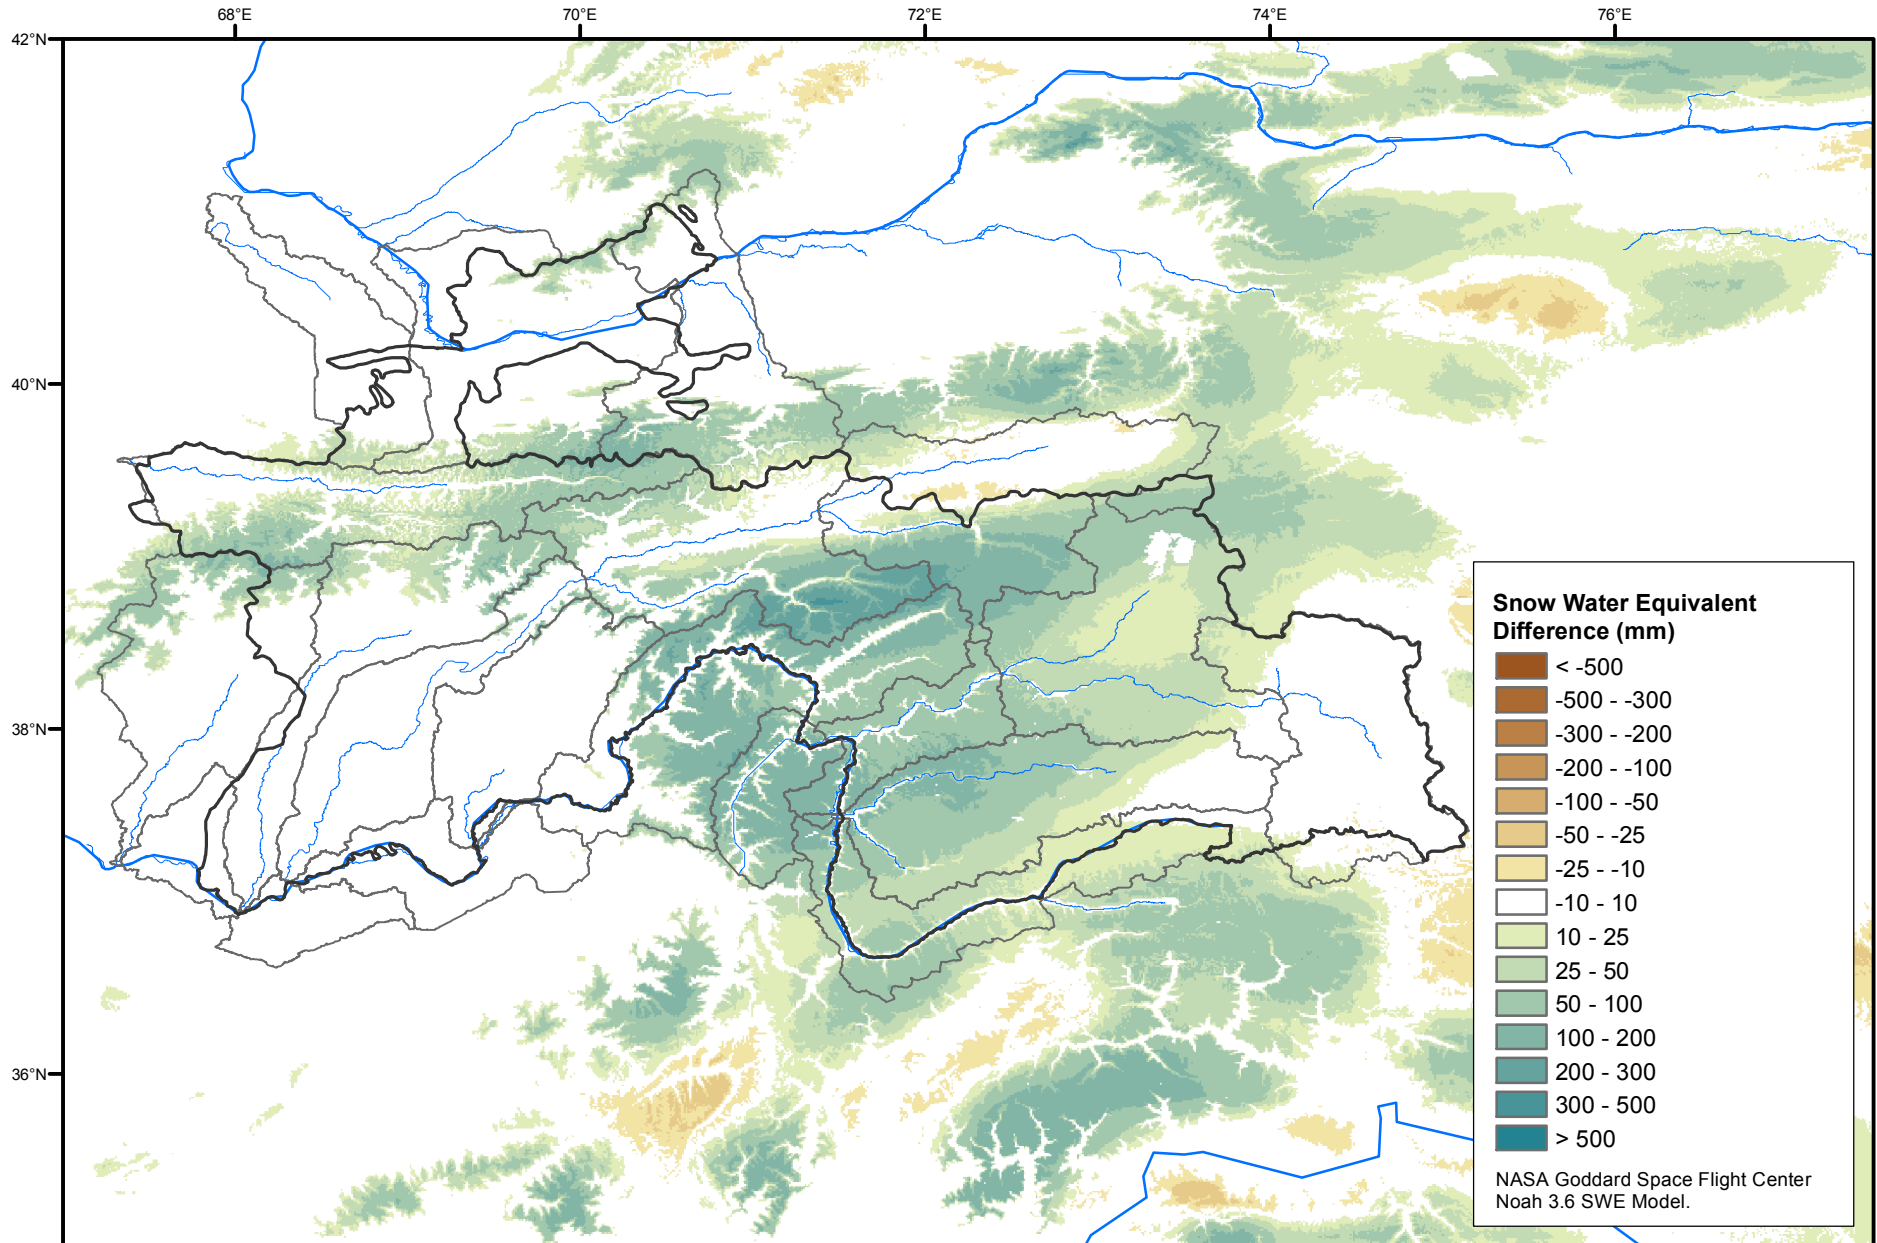 68°E 70°E 72°E 74°E 76°E
42°N
40°N
38°N
36°N
Snow Water Equivalent
Difference (mm)
< -500
-500 - -300
-300 - -200
-200 - -100
-100 - -50
-50 - -25
-25 - -10
-10 - 10
10 - 25
25 - 50
50 - 100
100 - 200
200 - 300
300 - 500
> 500
NASA Goddard Space Flight Center
Noah 3.6 SWE Model.